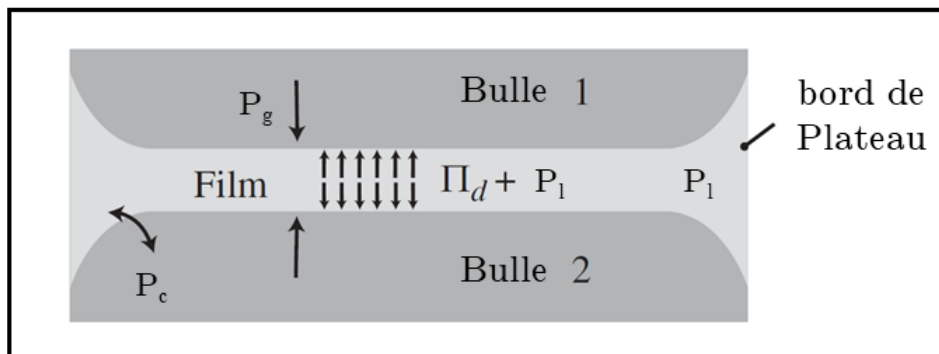 Bulle 1
P_g
bord de
Plateau
Film
Π_d + P_l
P_l
P_c
Bulle 2